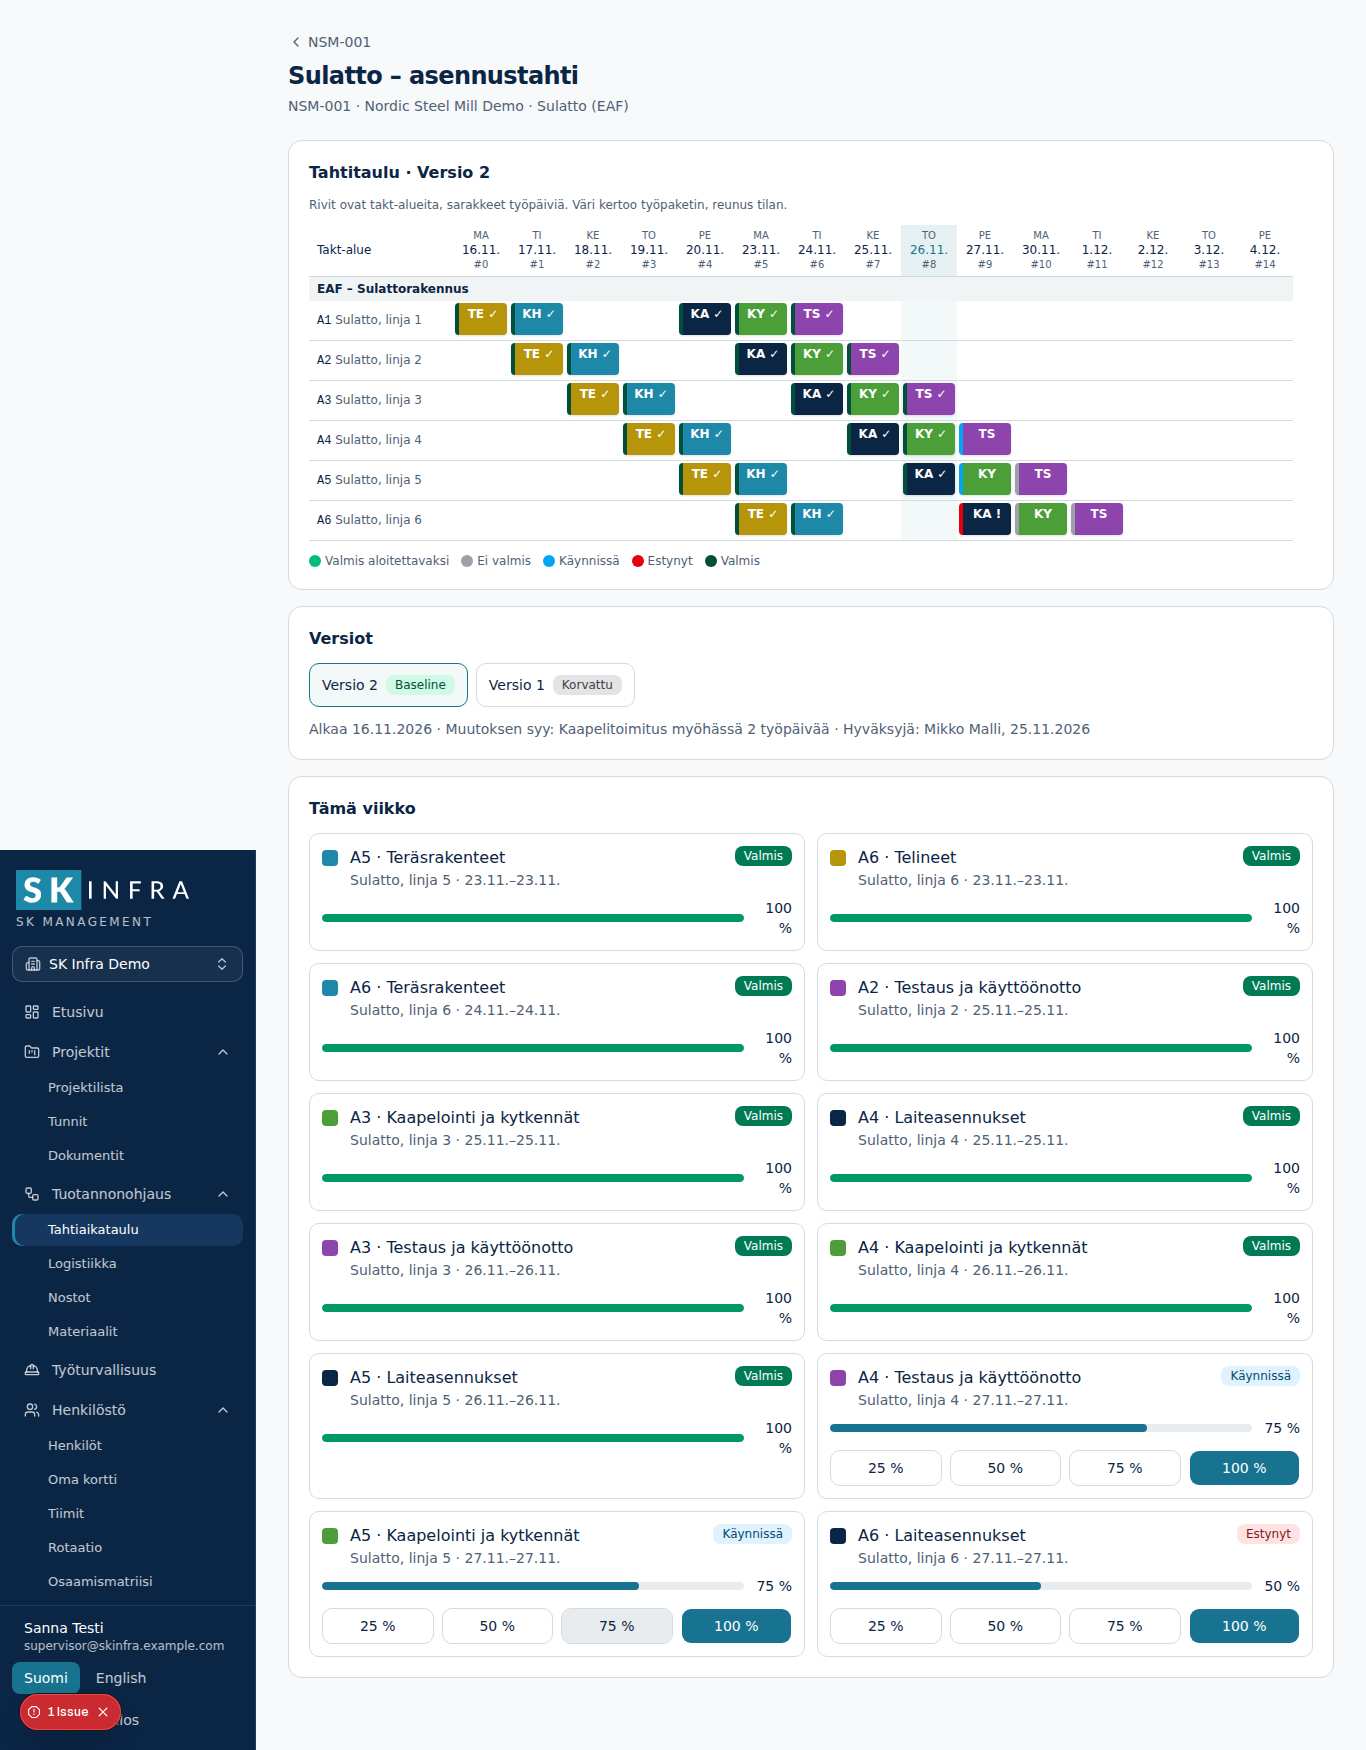 NSM-001
Sulatto – asennustahti
NSM-001 · Nordic Steel Mill Demo · Sulatto (EAF)
Tahtitaulu · Versio 2
Rivit ovat takt-alueita, sarakkeet työpäiviä. Väri kertoo työpaketin, reunus tilan.
Takt-alue
MA 16.11. #0
TI 17.11. #1
KE 18.11. #2
TO 19.11. #3
PE 20.11. #4
MA 23.11. #5
TI 24.11. #6
KE 25.11. #7
TO 26.11. #8
PE 27.11. #9
MA 30.11. #10
TI 1.12. #11
KE 2.12. #12
TO 3.12. #13
PE 4.12. #14
EAF – Sulattorakennus
A1 Sulatto, linja 1 TE ✓ KH ✓ KA ✓ KY ✓ TS ✓
A2 Sulatto, linja 2 TE ✓ KH ✓ KA ✓ KY ✓ TS ✓
A3 Sulatto, linja 3 TE ✓ KH ✓ KA ✓ KY ✓ TS ✓
A4 Sulatto, linja 4 TE ✓ KH ✓ KA ✓ KY ✓ TS
A5 Sulatto, linja 5 TE ✓ KH ✓ KA ✓ KY TS
A6 Sulatto, linja 6 TE ✓ KH ✓ KA ! KY TS
Valmis aloitettavaksi Ei valmis Käynnissä Estynyt Valmis
Versiot
Versio 2 Baseline Versio 1 Korvattu
Alkaa 16.11.2026 · Muutoksen syy: Kaapelitoimitus myöhässä 2 työpäivää · Hyväksyjä: Mikko Malli, 25.11.2026
Tämä viikko
A5 · Teräsrakenteet Valmis
Sulatto, linja 5 · 23.11.–23.11.
100 %
A6 · Telineet Valmis
Sulatto, linja 6 · 23.11.–23.11.
100 %
A6 · Teräsrakenteet Valmis
Sulatto, linja 6 · 24.11.–24.11.
100 %
A2 · Testaus ja käyttöönotto Valmis
Sulatto, linja 2 · 25.11.–25.11.
100 %
A3 · Kaapelointi ja kytkennät Valmis
Sulatto, linja 3 · 25.11.–25.11.
100 %
A4 · Laiteasennukset Valmis
Sulatto, linja 4 · 25.11.–25.11.
100 %
A3 · Testaus ja käyttöönotto Valmis
Sulatto, linja 3 · 26.11.–26.11.
100 %
A4 · Kaapelointi ja kytkennät Valmis
Sulatto, linja 4 · 26.11.–26.11.
100 %
A5 · Laiteasennukset Valmis
Sulatto, linja 5 · 26.11.–26.11.
100 %
A4 · Testaus ja käyttöönotto Käynnissä
Sulatto, linja 4 · 27.11.–27.11.
75 %
25 % 50 % 75 % 100 %
A5 · Kaapelointi ja kytkennät Käynnissä
Sulatto, linja 5 · 27.11.–27.11.
75 %
25 % 50 % 75 % 100 %
A6 · Laiteasennukset Estynyt
Sulatto, linja 6 · 27.11.–27.11.
50 %
25 % 50 % 75 % 100 %
SK INFRA
SK MANAGEMENT
SK Infra Demo
Etusivu
Projektit
Projektilista
Tunnit
Dokumentit
Tuotannonohjaus
Tahtiaikataulu
Logistiikka
Nostot
Materiaalit
Työturvallisuus
Henkilöstö
Henkilöt
Oma kortti
Tiimit
Rotaatio
Osaamismatriisi
Sanna Testi
supervisor@skinfra.example.com
Suomi English
1 Issue